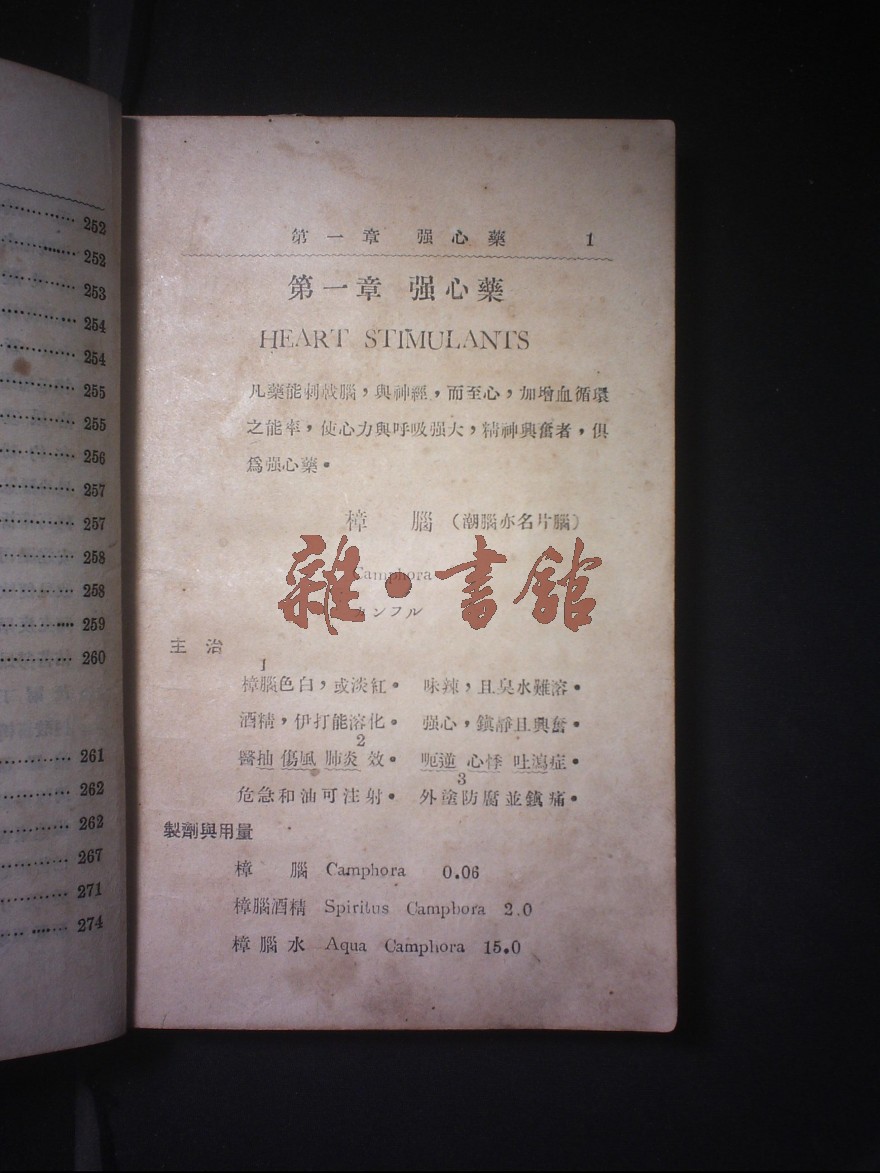 252
252
253
254
254
255
255
256
257
257
258
258
259
260
261
262
262
267
271
274
第一章 强心藥 1
第一章 强心藥
HEART STIMULANTS
凡藥能刺戟腦，與神經，而至心，加增血循環
之能率，使心力與呼吸强大，精神興奮者，俱
爲强心藥。
樟腦（潮腦亦名片腦）
Camphora
カンフル
雜·書館
主治
1
樟腦色白，或淡紅。 味辣，且臭水難溶。
酒精，伊打能溶化。 强心，鎮靜且興奮。
2
醫抽 傷風 肺炎 效。 呃逆 心悸 吐瀉症。
3
危急和油可注射。 外塗防腐並鎮痛。
製劑與用量
樟腦 Camphora 0.06
樟腦酒精 Spiritus Camphora 2.0
樟腦水 Aqua Camphora 15.0